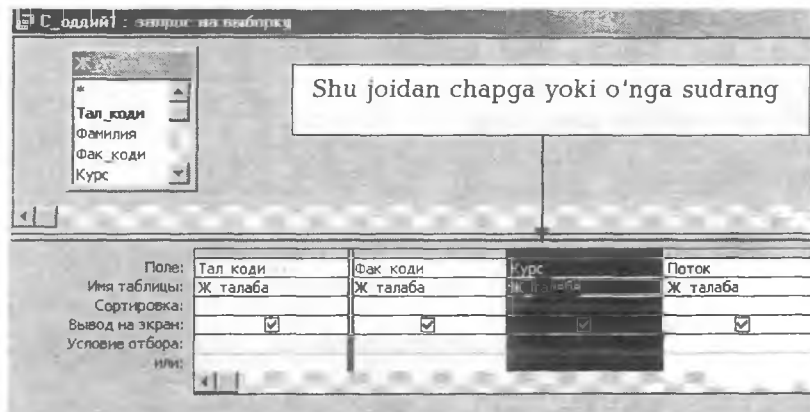 С_оддий1 : запрос на выборку
*
Тал_коди
Фамилия
Фак_коди
Курс
Shu joidan chapga yoki o‘nga sudrang
Поле: Тал_коди Фак_коди Курс Поток
Имя таблицы: Ж_талаба Ж_талаба Ж_талаба Ж_талаба
Сортировка:
Вывод на экран:
Условие отбора:
или: